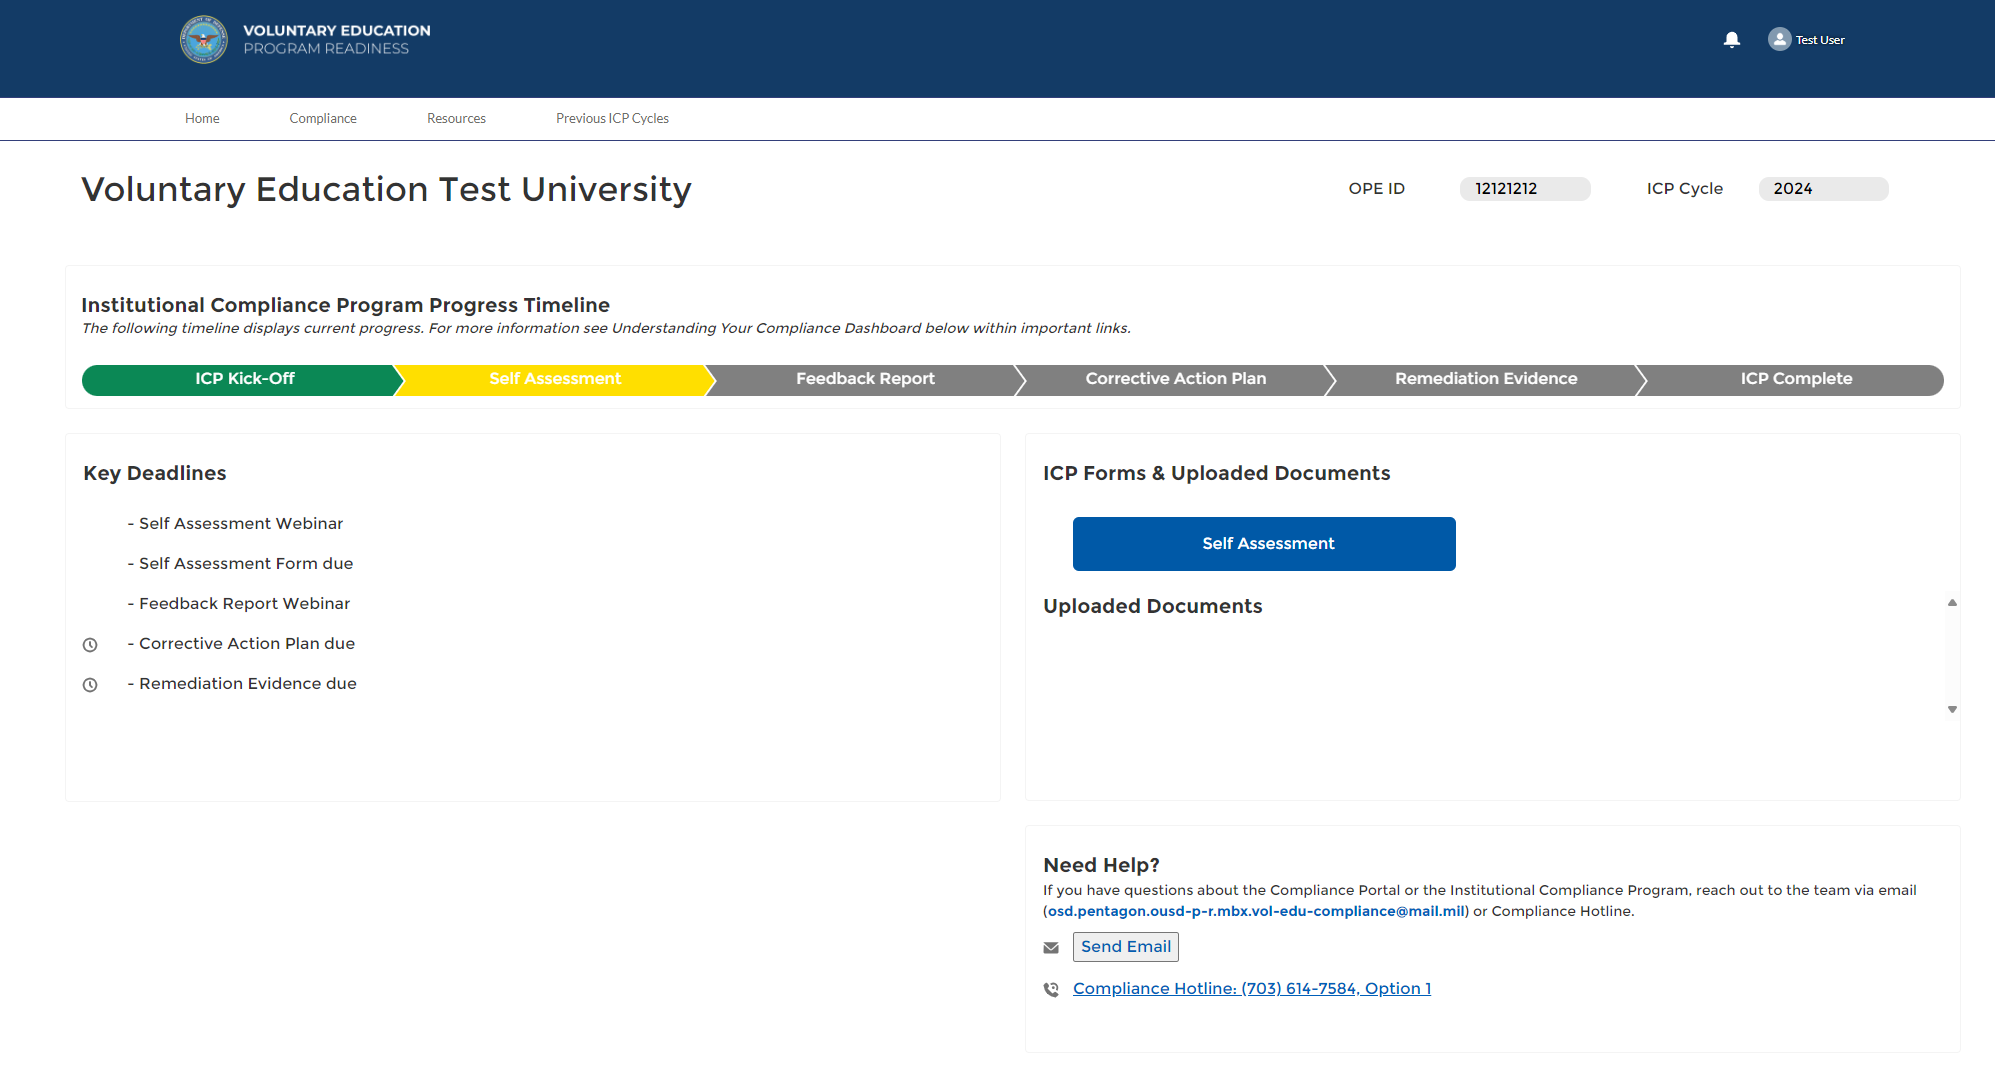 VOLUNTARY EDUCATION
PROGRAM READINESS
Test User
Home Compliance Resources Previous ICP Cycles
Voluntary Education Test University
OPE ID 12121212 ICP Cycle 2024
Institutional Compliance Program Progress Timeline
The following timeline displays current progress. For more information see Understanding Your Compliance Dashboard below within important links.
ICP Kick-Off Self Assessment Feedback Report Corrective Action Plan Remediation Evidence ICP Complete
Key Deadlines
- Self Assessment Webinar
- Self Assessment Form due
- Feedback Report Webinar
- Corrective Action Plan due
- Remediation Evidence due
ICP Forms & Uploaded Documents
Self Assessment
Uploaded Documents
Need Help?
If you have questions about the Compliance Portal or the Institutional Compliance Program, reach out to the team via email
(osd.pentagon.ousd-p-r.mbx.vol-edu-compliance@mail.mil) or Compliance Hotline.
Send Email
Compliance Hotline: (703) 614-7584, Option 1